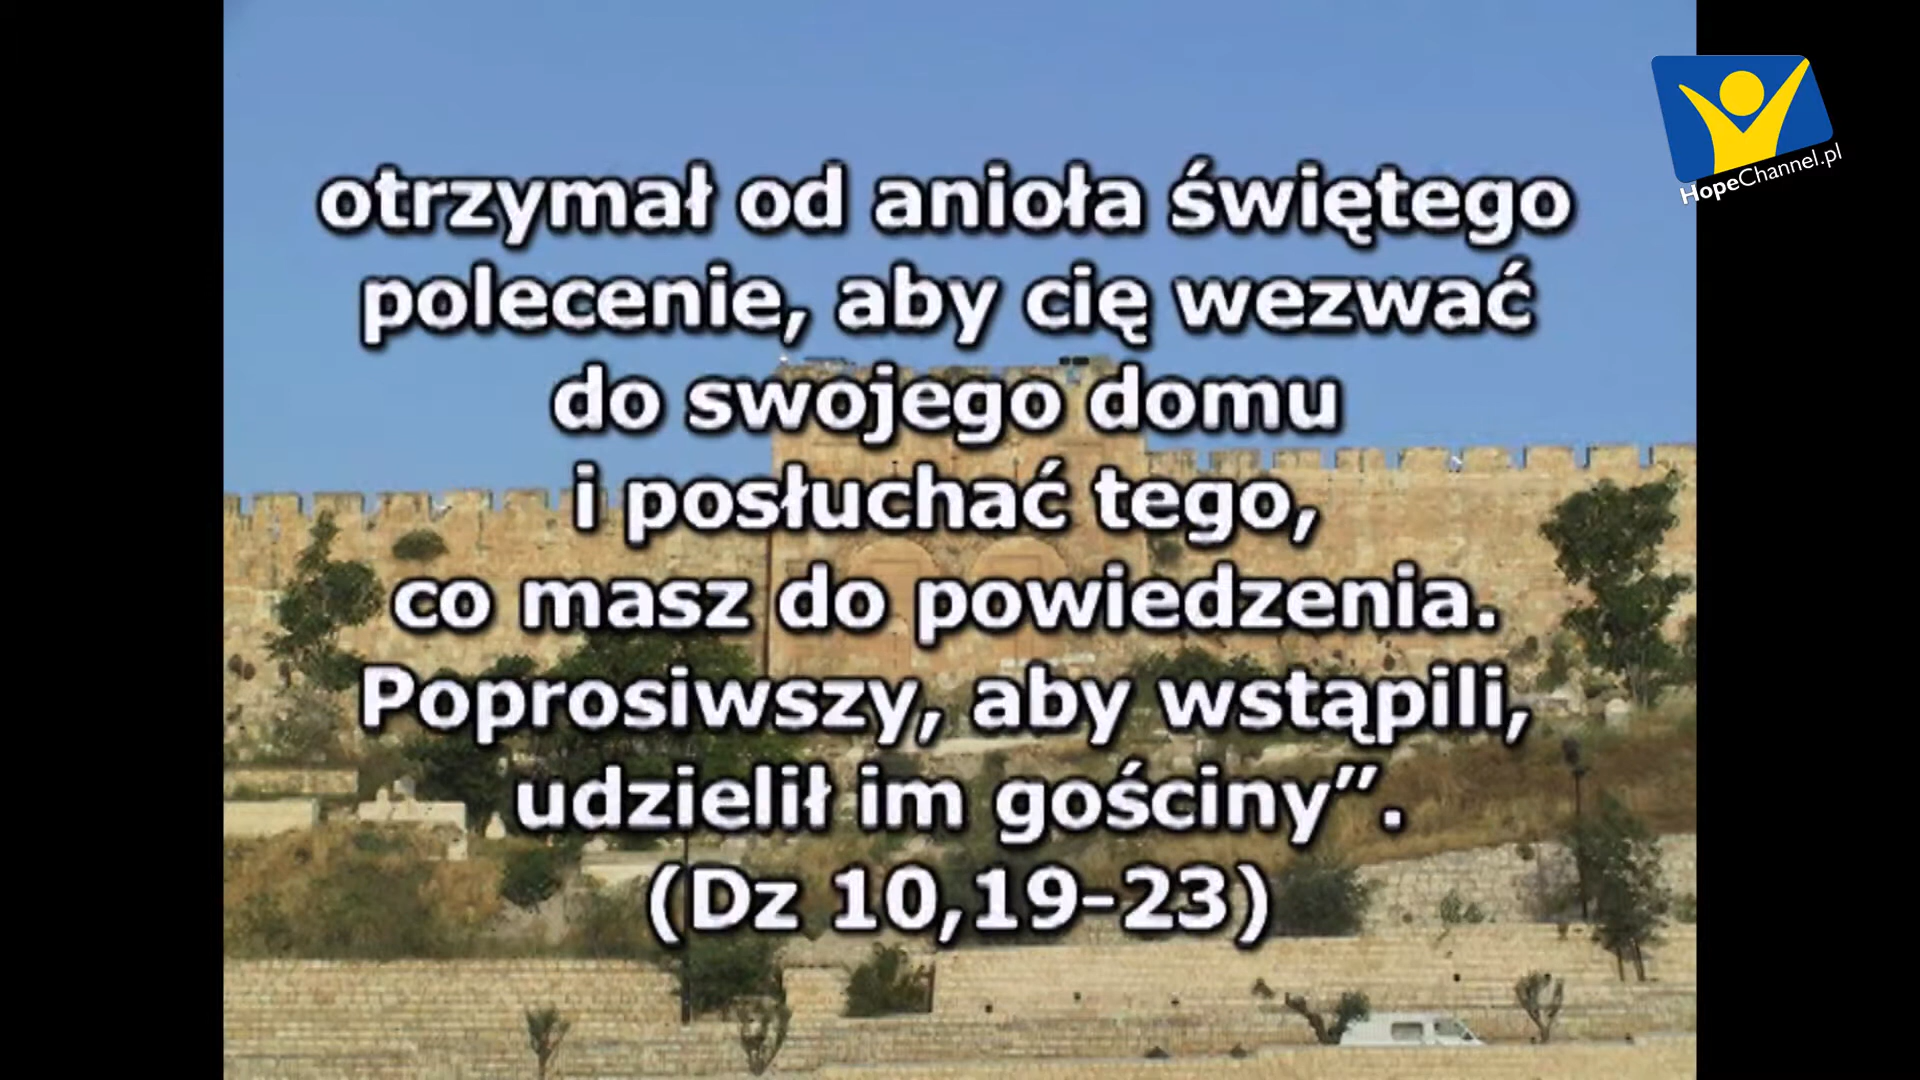 HopeChannel.pl
otrzymał od anioła świętego
polecenie, aby cię wezwać
do swojego domu
i posłuchać tego,
co masz do powiedzenia.
Poprosiwszy, aby wstąpili,
udzielił im gościny”.
(Dz 10,19-23)